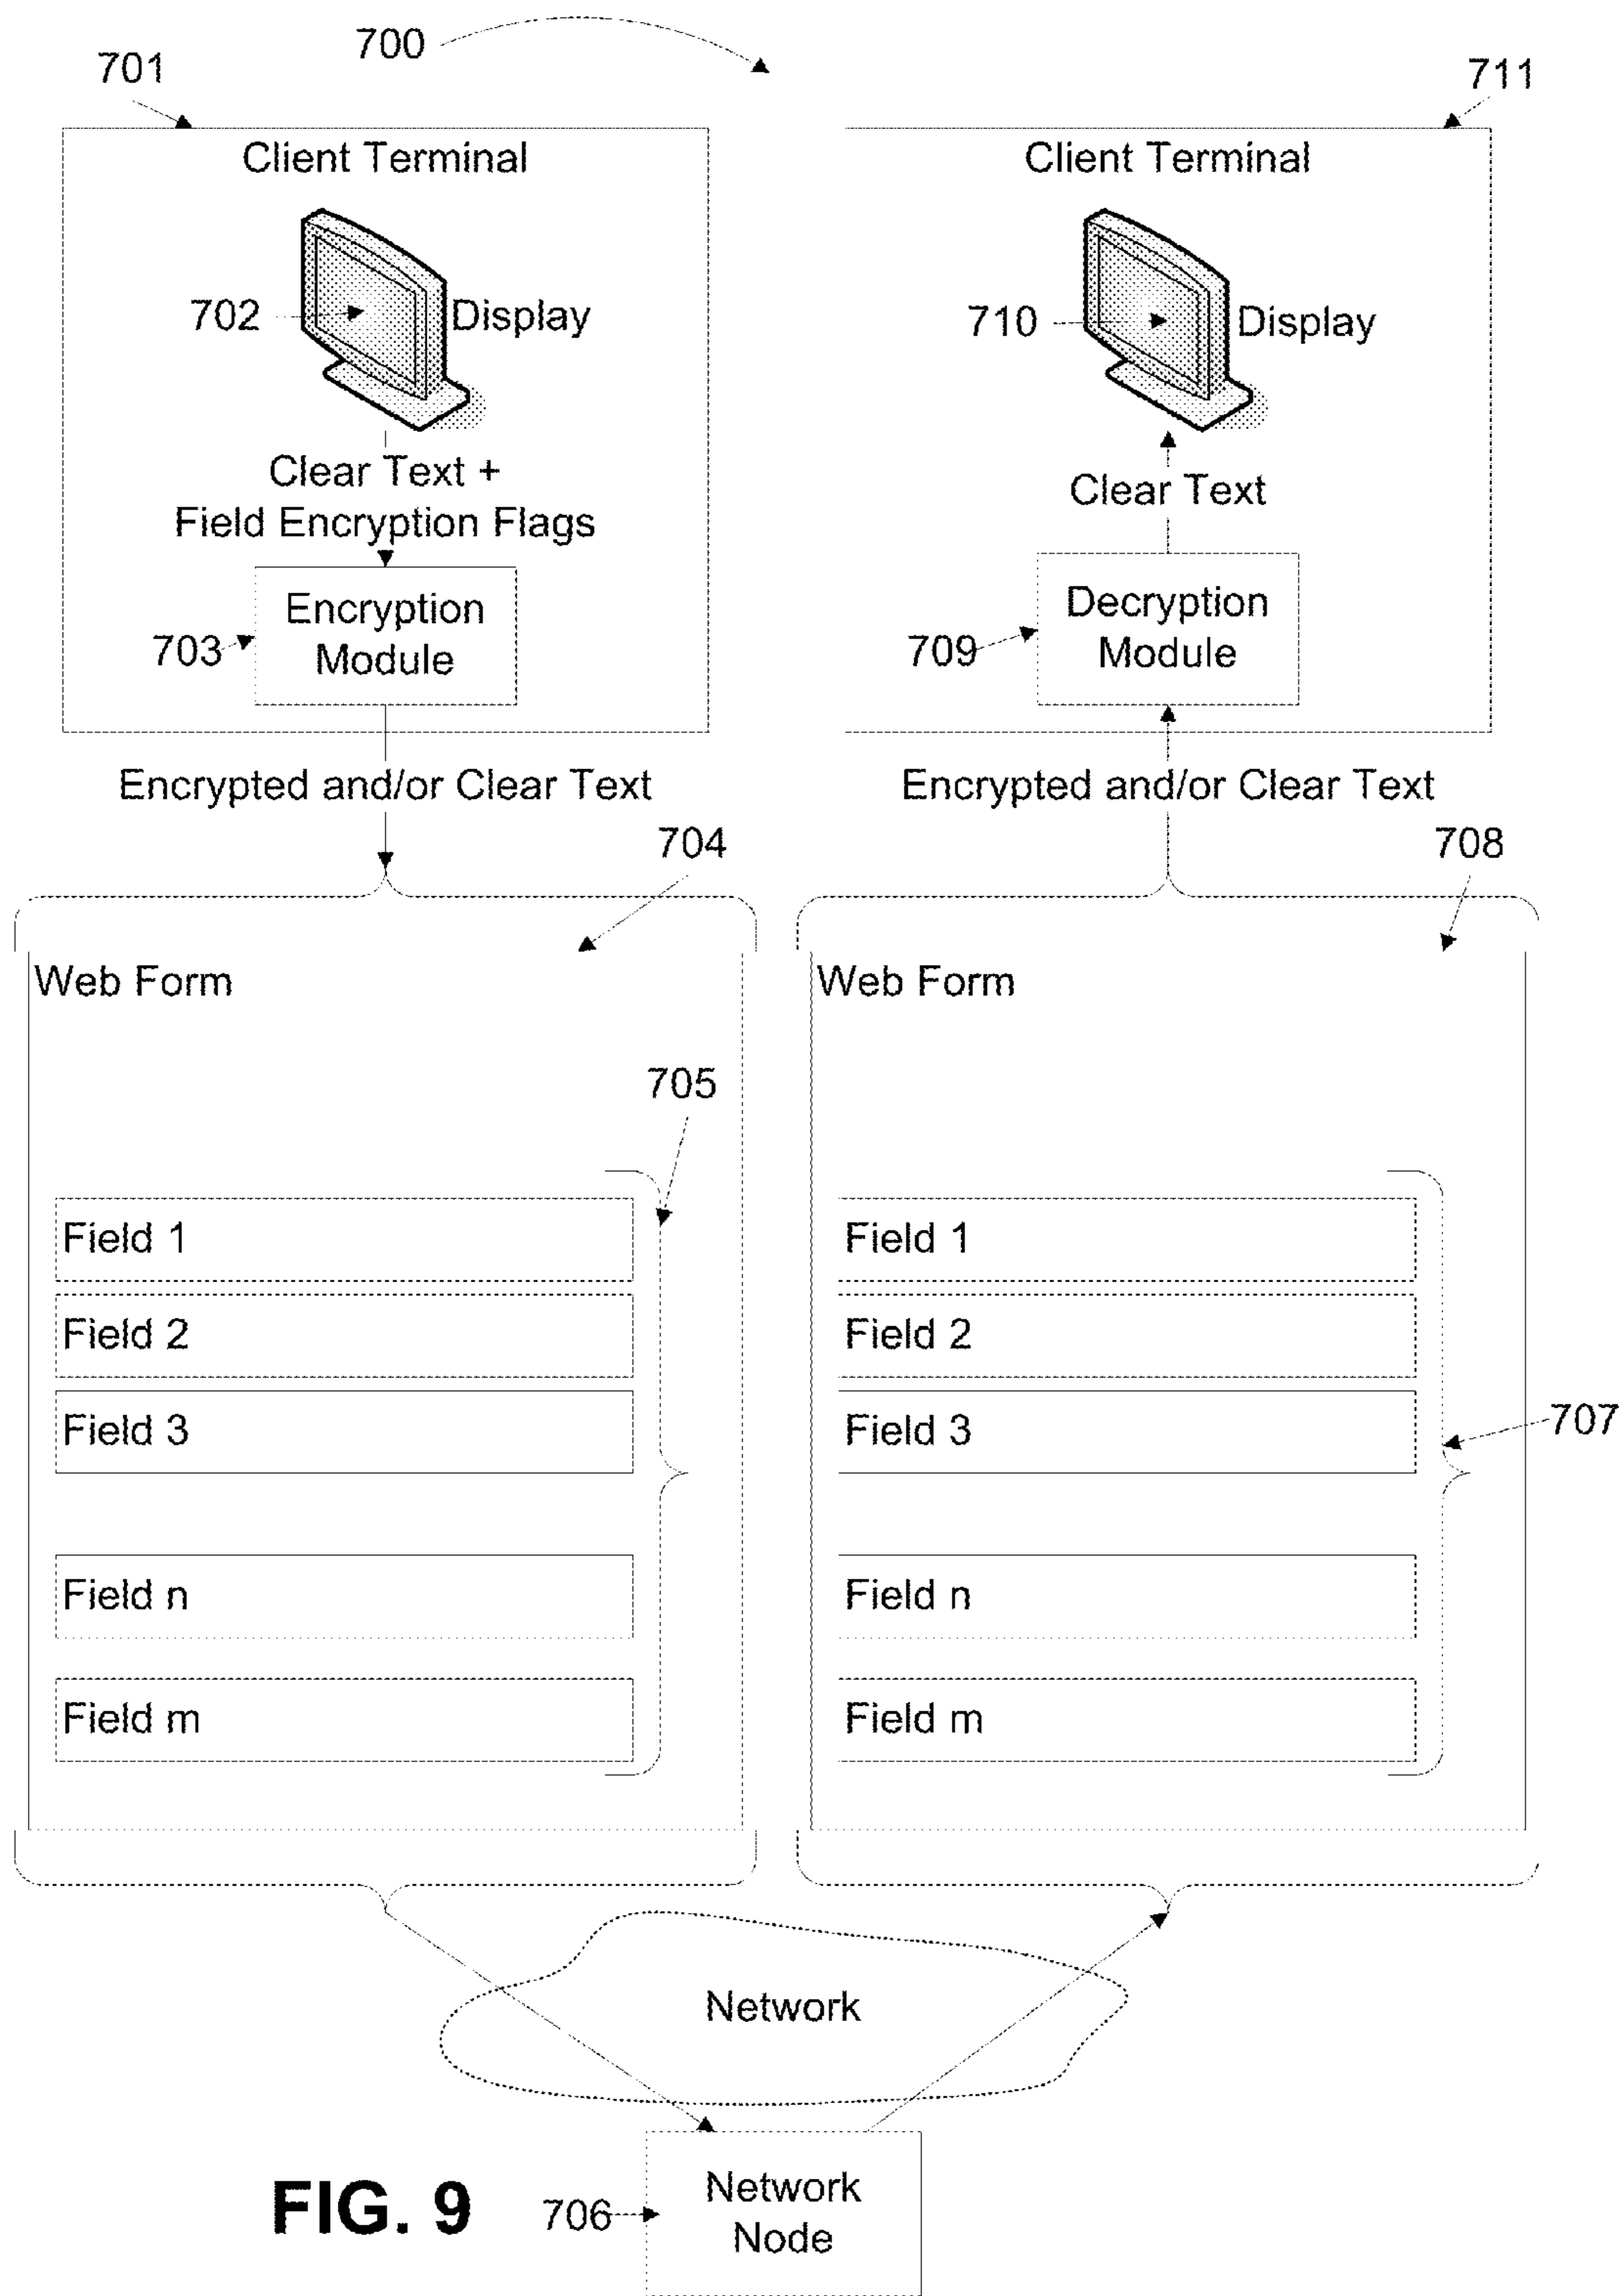 700
701
711
Client Terminal
Client Terminal
702
Display
710
Display
Clear Text +
Field Encryption Flags
Clear Text
703
Encryption
Module
709
Decryption
Module
Encrypted and/or Clear Text
Encrypted and/or Clear Text
704
708
Web Form
Web Form
705
Field 1
Field 1
Field 2
Field 2
Field 3
Field 3
707
Field n
Field n
Field m
Field m
Network
FIG. 9
706
Network
Node